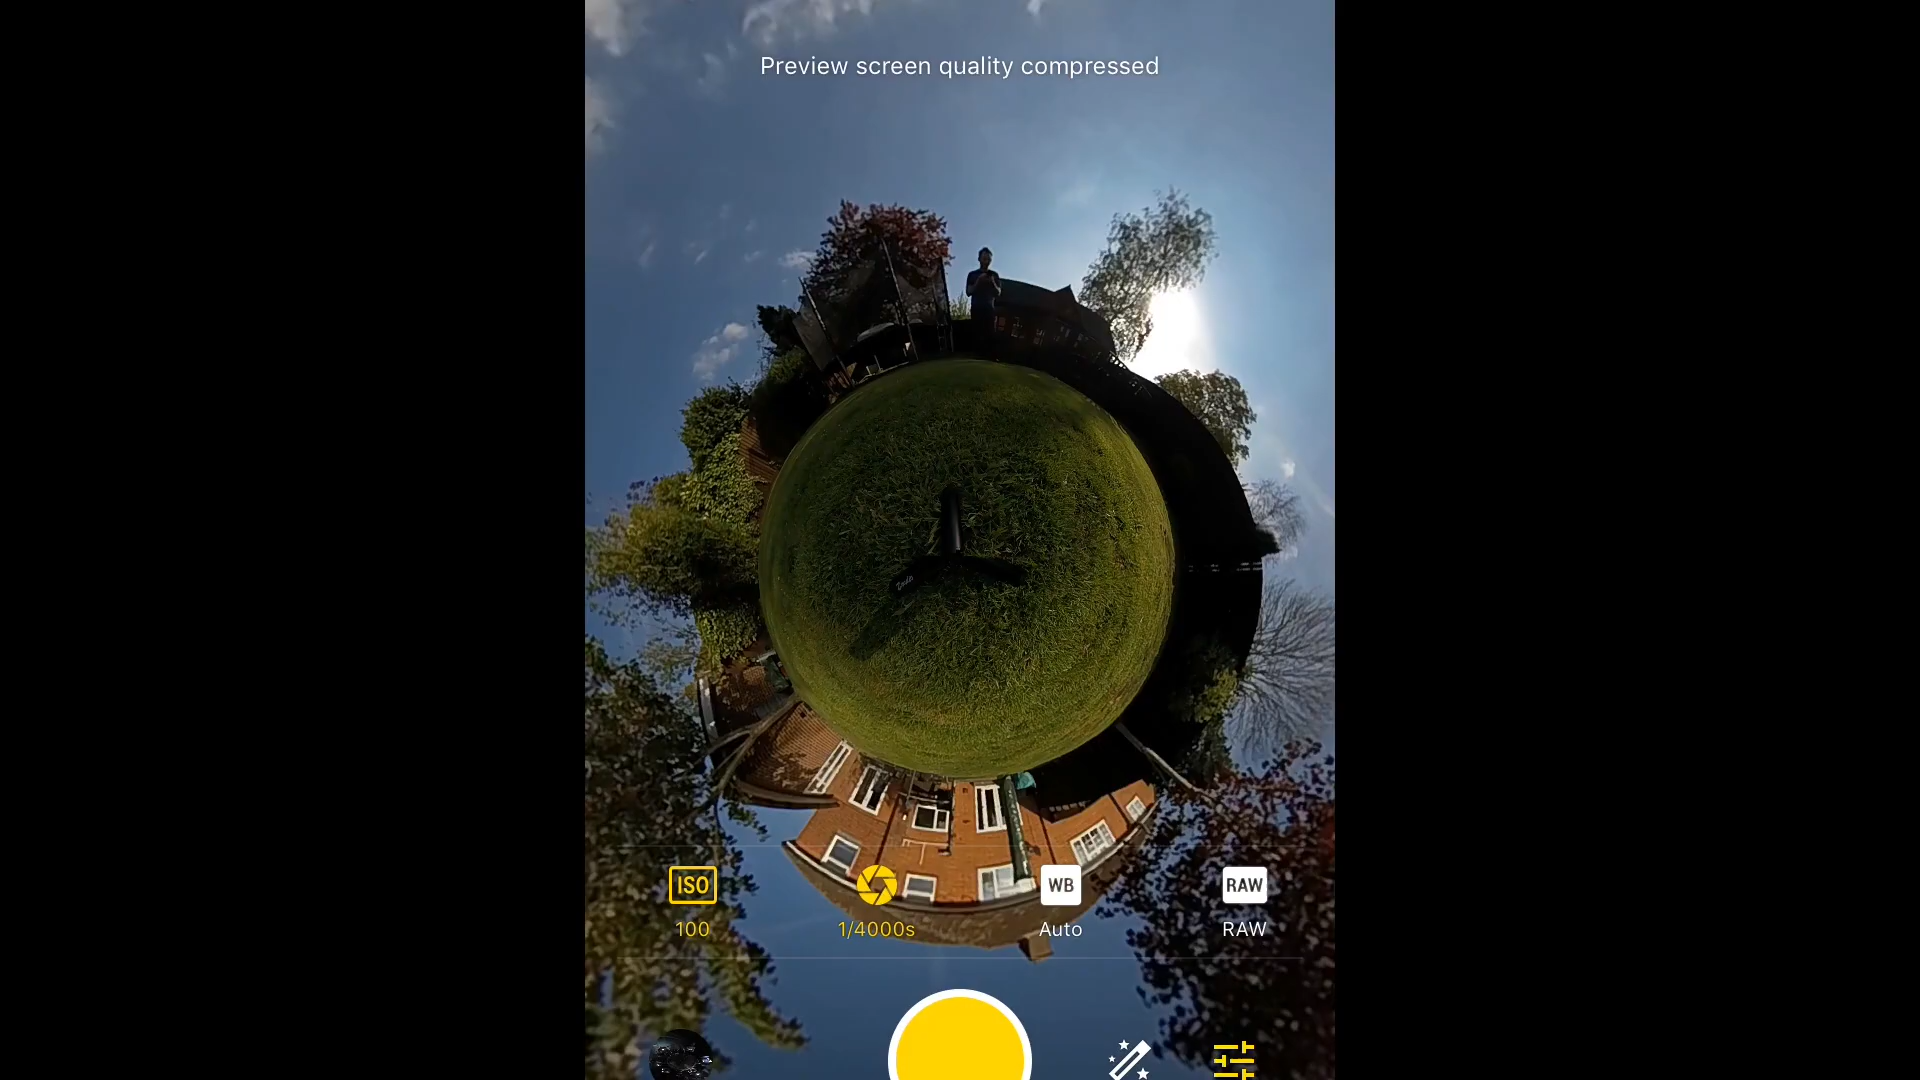 Preview screen quality compressed
ISO
WB
RAW
100
1/4000s
Auto
RAW